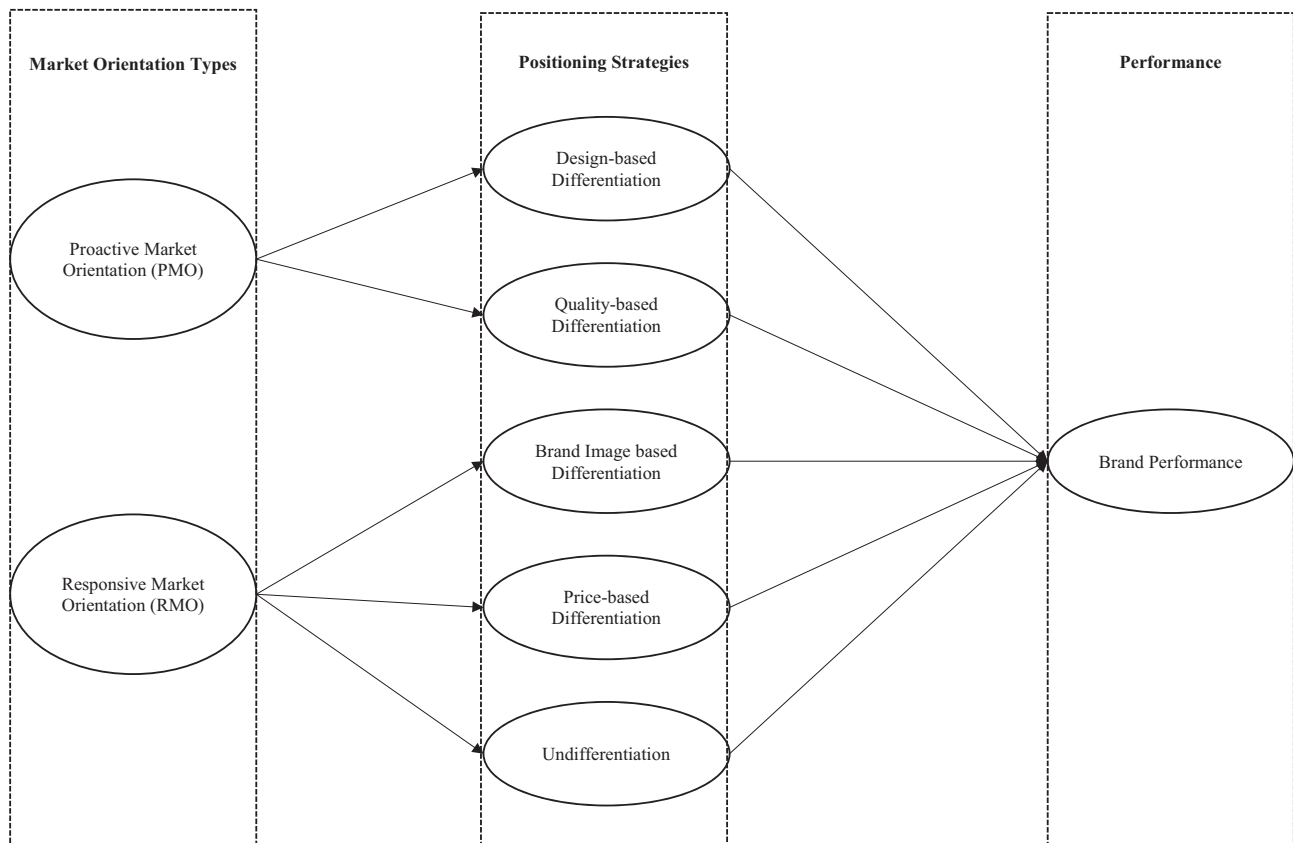 Market Orientation Types
Positioning Strategies
Performance
Proactive Market
Orientation (PMO)
Responsive Market
Orientation (RMO)
Design-based
Differentiation
Quality-based
Differentiation
Brand Image based
Differentiation
Price-based
Differentiation
Undifferentiation
Brand Performance